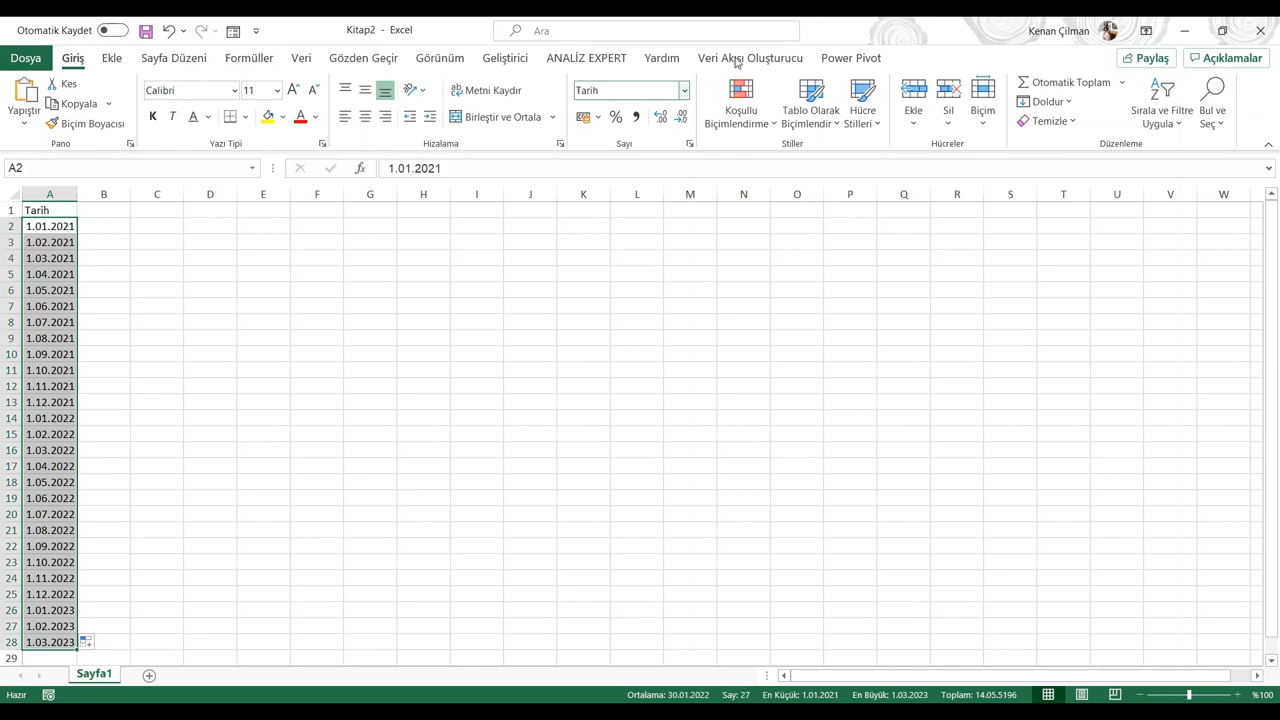 Otomatik Kaydet
Kitap2 - Excel
Ara
Kenan Çilman
Dosya Giriş Ekle Sayfa Düzeni Formüller Veri Gözden Geçir Görünüm Geliştirici ANALİZ EXPERT Yardım Veri Akışı Oluşturucu Power Pivot Paylaş Açıklamalar
Yapıştır
Kes
Kopyala
Biçim Boyacısı
Pano
Calibri 11
K T A
Yazı Tipi
Metni Kaydır
Birleştir ve Ortala
Hizalama
Tarih
Sayı
Koşullu Biçimlendirme
Tablo Olarak Biçimlendir
Hücre Stilleri
Stiller
Ekle Sil Biçim
Hücreler
Otomatik Toplam
Doldur
Temizle
Sırala ve Filtre Uygula
Bul ve Seç
Düzenleme
A2 fx 1.01.2021
A B C D E F G H I J K L M N O P Q R S T U V W
1 Tarih
2 1.01.2021
3 1.02.2021
4 1.03.2021
5 1.04.2021
6 1.05.2021
7 1.06.2021
8 1.07.2021
9 1.08.2021
10 1.09.2021
11 1.10.2021
12 1.11.2021
13 1.12.2021
14 1.01.2022
15 1.02.2022
16 1.03.2022
17 1.04.2022
18 1.05.2022
19 1.06.2022
20 1.07.2022
21 1.08.2022
22 1.09.2022
23 1.10.2022
24 1.11.2022
25 1.12.2022
26 1.01.2023
27 1.02.2023
28 1.03.2023
29
Sayfa1
Hazır
Ortalama: 30.01.2022 Say: 27 En Küçük: 1.01.2021 En Büyük: 1.03.2023 Toplam: 14.05.5196 %100